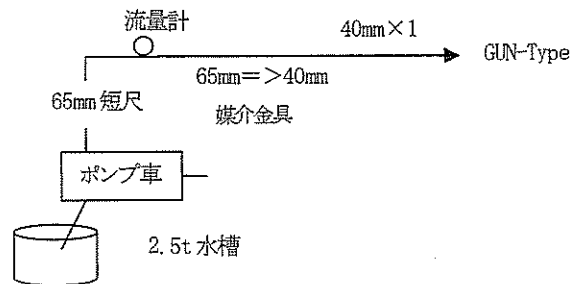 流量計
40mm×1
GUN-Type
65mm=>40mm
65mm短尺
媒介金具
ポンプ車
2.5t水槽